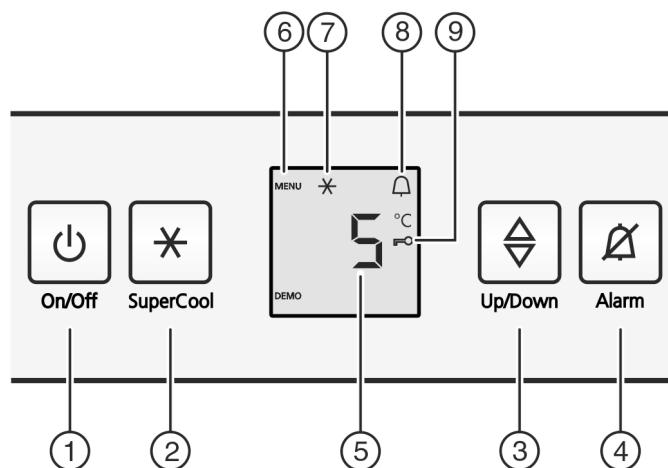 6 7 8 9
MENU
°C
5
DEMO
On/Off SuperCool Up/Down Alarm
1 2 5 3 4